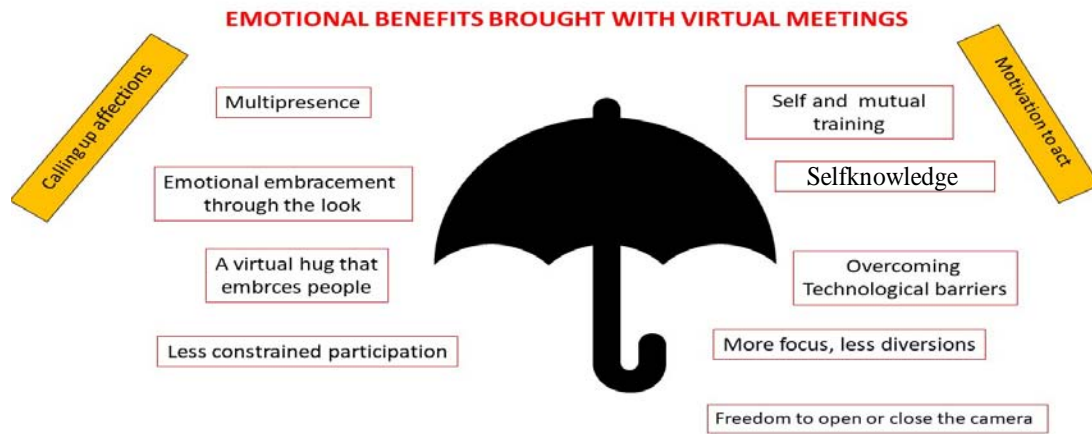 EMOTIONAL BENEFITS BROUGHT WITH VIRTUAL MEETINGS
Calling up affections
Multipresence
Emotional embracement
through the look
A virtual hug that
embrces people
Less constrained participation
Motivation to act
Self and mutual
training
Selfknowledge
Overcoming
Technological barriers
More focus, less diversions
Freedom to open or close the camera